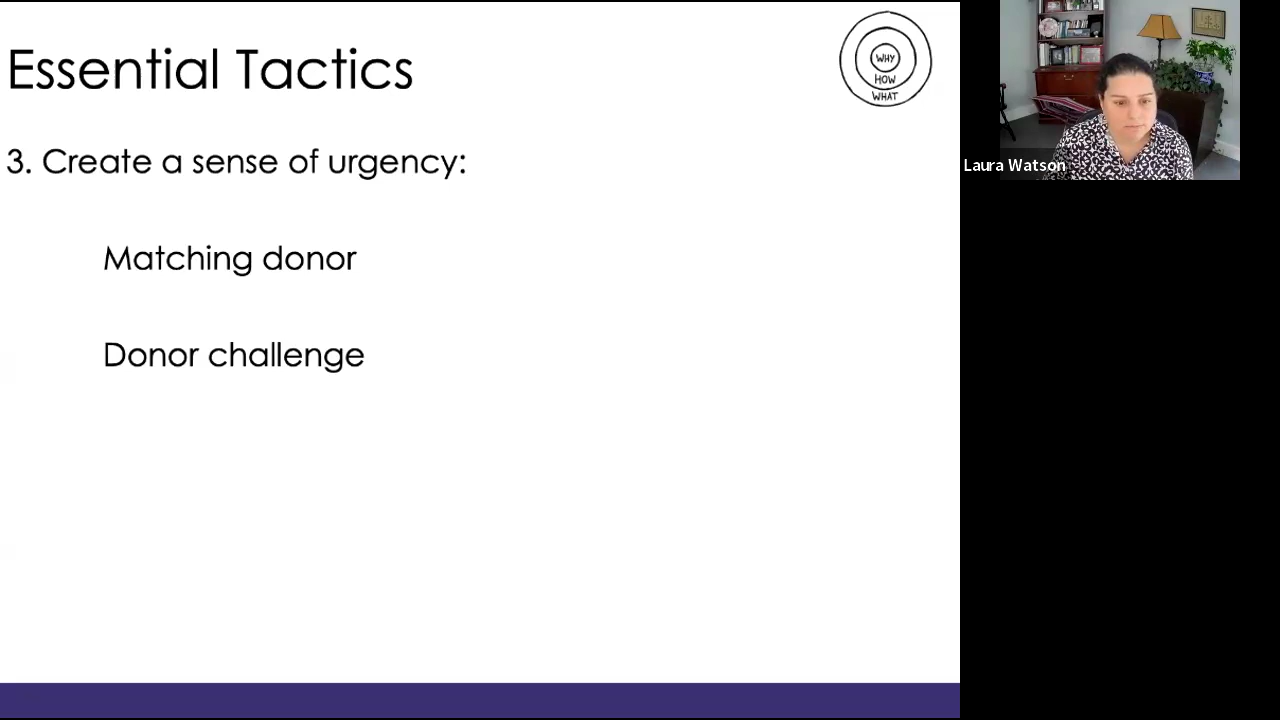 Essential Tactics
WHY
HOW
WHAT
3. Create a sense of urgency:
Matching donor
Donor challenge
Laura Watson